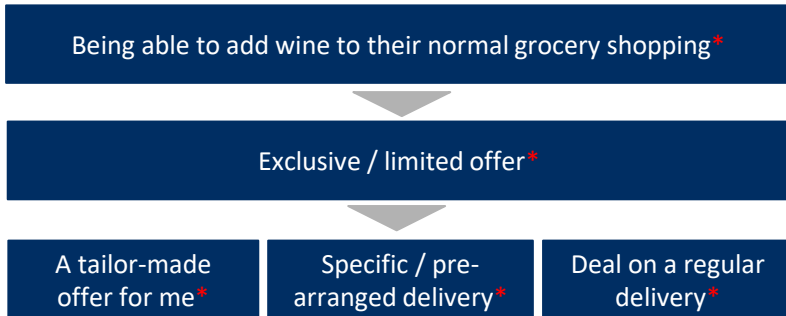 Being able to add wine to their normal grocery shopping*
Exclusive / limited offer*
A tailor-made
offer for me*
Specific / pre-
arranged delivery*
Deal on a regular
delivery*